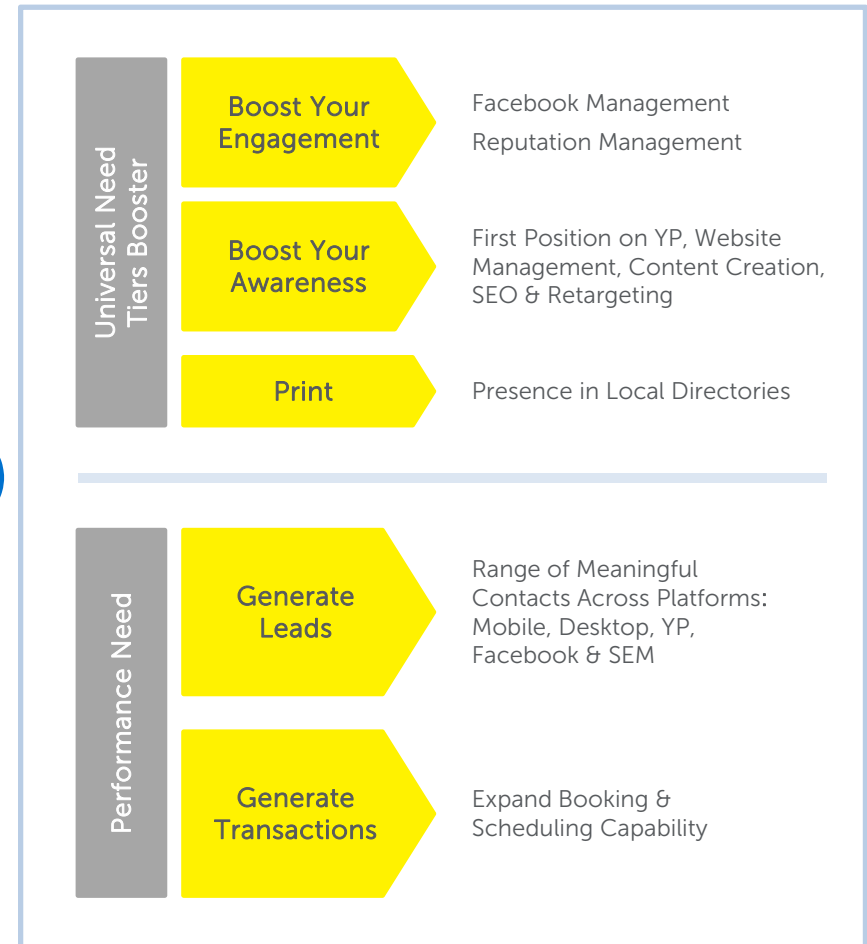 Universal Need
Tiers Booster
Boost Your
Engagement
Facebook Management
Reputation Management
Boost Your
Awareness
First Position on YP, Website
Management, Content Creation,
SEO & Retargeting
Print
Presence in Local Directories
Performance Need
Generate
Leads
Range of Meaningful
Contacts Across Platforms:
Mobile, Desktop, YP,
Facebook & SEM
Generate
Transactions
Expand Booking &
Scheduling Capability